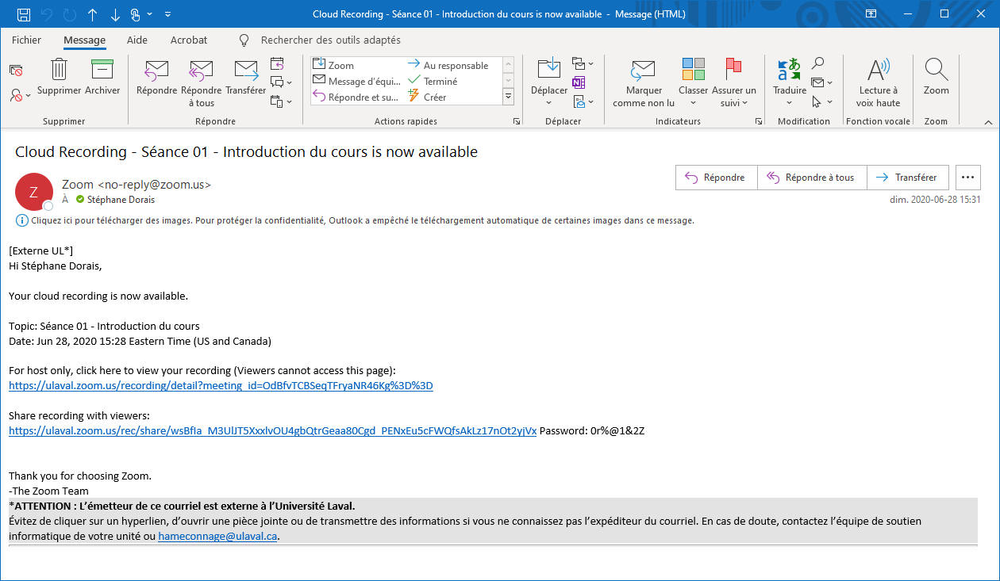 Cloud Recording - Séance 01 - Introduction du cours is now available - Message (HTML)
Fichier Message Aide Acrobat Rechercher des outils adaptés
Supprimer Archiver
Supprimer
Répondre Répondre à tous Transférer
Répondre
Zoom Au responsable
Message d'équi... Terminé
Répondre et su... Créer
Actions rapides
Déplacer
Déplacer
Marquer comme non lu Classer Assurer un suivi
Indicateurs
Traduire
Modification
Lecture à voix haute
Fonction vocale
Zoom
Zoom
Cloud Recording - Séance 01 - Introduction du cours is now available
Z
Zoom <no-reply@zoom.us>
À Stéphane Dorais
Répondre Répondre à tous Transférer ...
dim. 2020-06-28 15:31
Cliquez ici pour télécharger des images. Pour protéger la confidentialité, Outlook a empêché le téléchargement automatique de certaines images dans ce message.
[Externe UL*]
Hi Stéphane Dorais,
Your cloud recording is now available.
Topic: Séance 01 - Introduction du cours
Date: Jun 28, 2020 15:28 Eastern Time (US and Canada)
For host only, click here to view your recording (Viewers cannot access this page):
https://ulaval.zoom.us/recording/detail?meeting_id=OdBfvTCBSeqTFryaNR46Kg%3D%3D
Share recording with viewers:
https://ulaval.zoom.us/rec/share/wsBfIa_M3UlJT5XxxlvOU4gbQtrGeaa80Cgd_PENxEu5cFWQfsAkLz17nOt2yjVx Password: 0r%@1&2Z
Thank you for choosing Zoom.
-The Zoom Team
*ATTENTION : L'émetteur de ce courriel est externe à l'Université Laval.
Évitez de cliquer sur un hyperlien, d'ouvrir une pièce jointe ou de transmettre des informations si vous ne connaissez pas l'expéditeur du courriel. En cas de doute, contactez l'équipe de soutien
informatique de votre unité ou hameconnage@ulaval.ca.